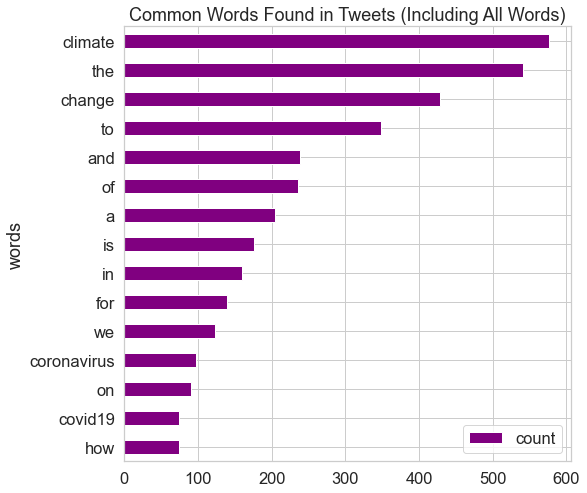 Common Words Found in Tweets (Including All Words)
climate
the
change
to
and
of
a
is
in
for
we
coronavirus
on
covid19
how
words
count
0 100 200 300 400 500 600